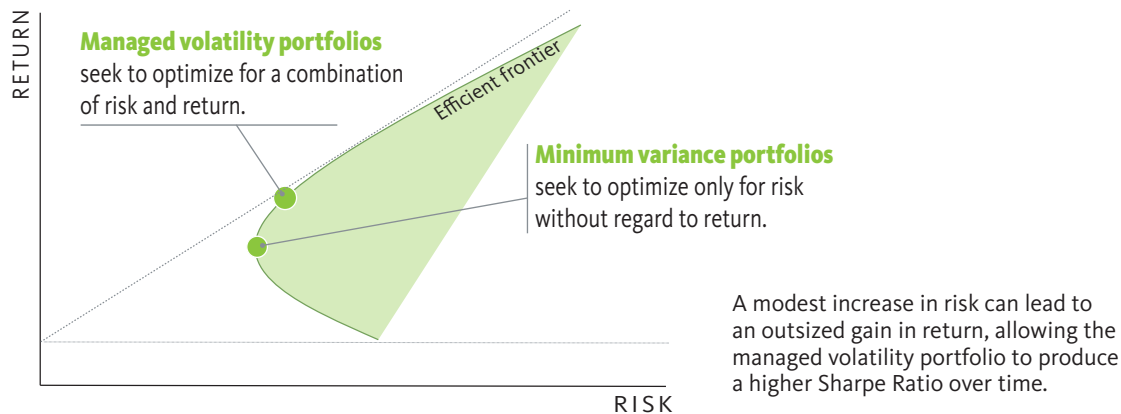 RETURN
Managed volatility portfolios
seek to optimize for a combination
of risk and return.
Efficient frontier
Minimum variance portfolios
seek to optimize only for risk
without regard to return.
A modest increase in risk can lead to
an outsized gain in return, allowing the
managed volatility portfolio to produce
a higher Sharpe Ratio over time.
RISK